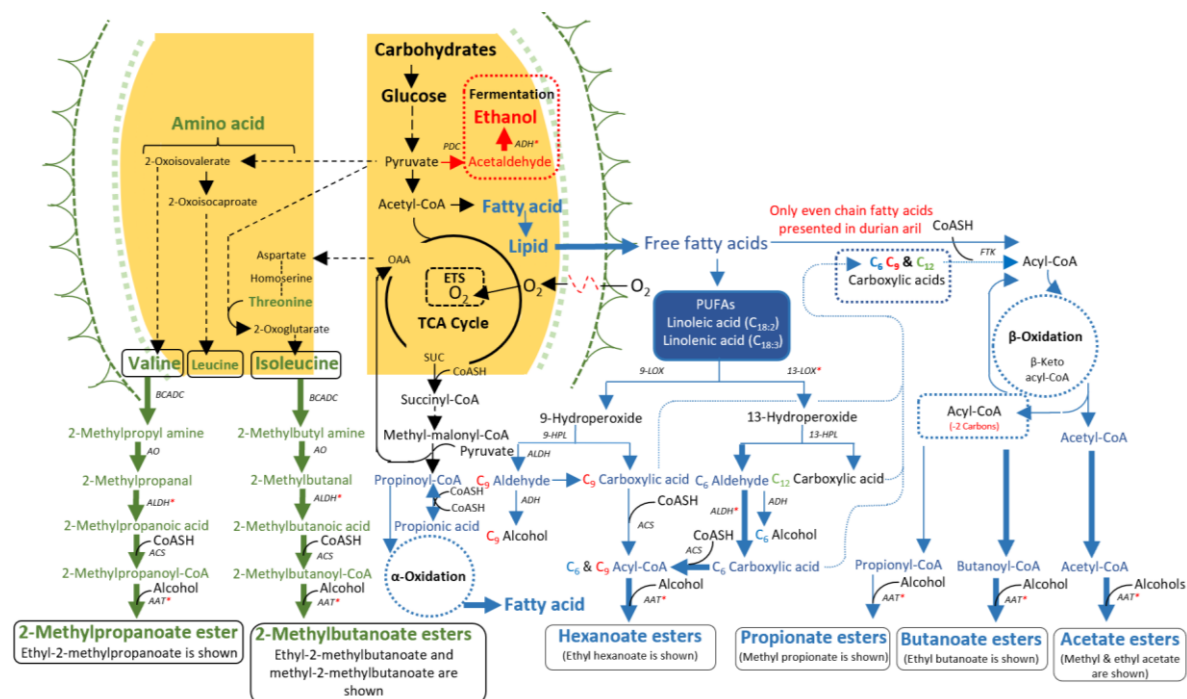 Carbohydrates
Glucose
Fermentation
Ethanol
ADH*
PDC
Pyruvate
Acetaldehyde
Amino acid
2-Oxoisovalerate
2-Oxoisocaproate
Acetyl-CoA
Fatty acid
Lipid
Free fatty acids
Only even chain fatty acids
presented in durian aril
CoASH
FTK
Acyl-CoA
C6 C9 & C12
Carboxylic acids
Aspartate
Homoserine
Threonine
2-Oxoglutarate
OAA
ETS
O2
O2
O2
TCA Cycle
SUC
CoASH
PUFAs
Linoleic acid (C18:2)
Linolenic acid (C18:3)
β-Oxidation
β-Keto
acyl-CoA
Valine
Leucine
Isoleucine
BCADC
BCADC
Succinyl-CoA
9-LOX
13-LOX*
Acyl-CoA
(-2 Carbons)
2-Methylpropyl amine
2-Methylbutyl amine
Methyl-malonyl-CoA
Pyruvate
9-Hydroperoxide
13-Hydroperoxide
Acetyl-CoA
AO
AO
9-HPL
13-HPL
ALDH
2-Methylpropanal
2-Methylbutanal
Propinoyl-CoA
C9 Aldehyde
C9 Carboxylic acid
C6 Aldehyde
C12 Carboxylic acid
ALDH*
ALDH*
CoASH
CoASH
ADH
CoASH
ALDH*
ADH
2-Methylpropanoic acid
2-Methylbutanoic acid
Propionic acid
C9 Alcohol
C6 Alcohol
CoASH
ACS
CoASH
ACS
ACS
CoASH
ACS
2-Methylpropanoyl-CoA
2-Methylbutanoyl-CoA
α-Oxidation
C6 & C9 Acyl-CoA
C6 Carboxylic acid
Propionyl-CoA
Butanoyl-CoA
Acetyl-CoA
Alcohol
AAT*
Alcohol
AAT*
Fatty acid
Alcohol
AAT*
Alcohol
AAT*
Alcohol
AAT*
Alcohols
AAT*
2-Methylpropanoate ester
Ethyl-2-methylpropanoate is shown
2-Methylbutanoate esters
Ethyl-2-methylbutanoate and
methyl-2-methylbutanoate are
shown
Hexanoate esters
(Ethyl hexanoate is shown)
Propionate esters
(Methyl propionate is shown)
Butanoate esters
(Ethyl butanoate is shown)
Acetate esters
(Methyl & ethyl acetate
are shown)